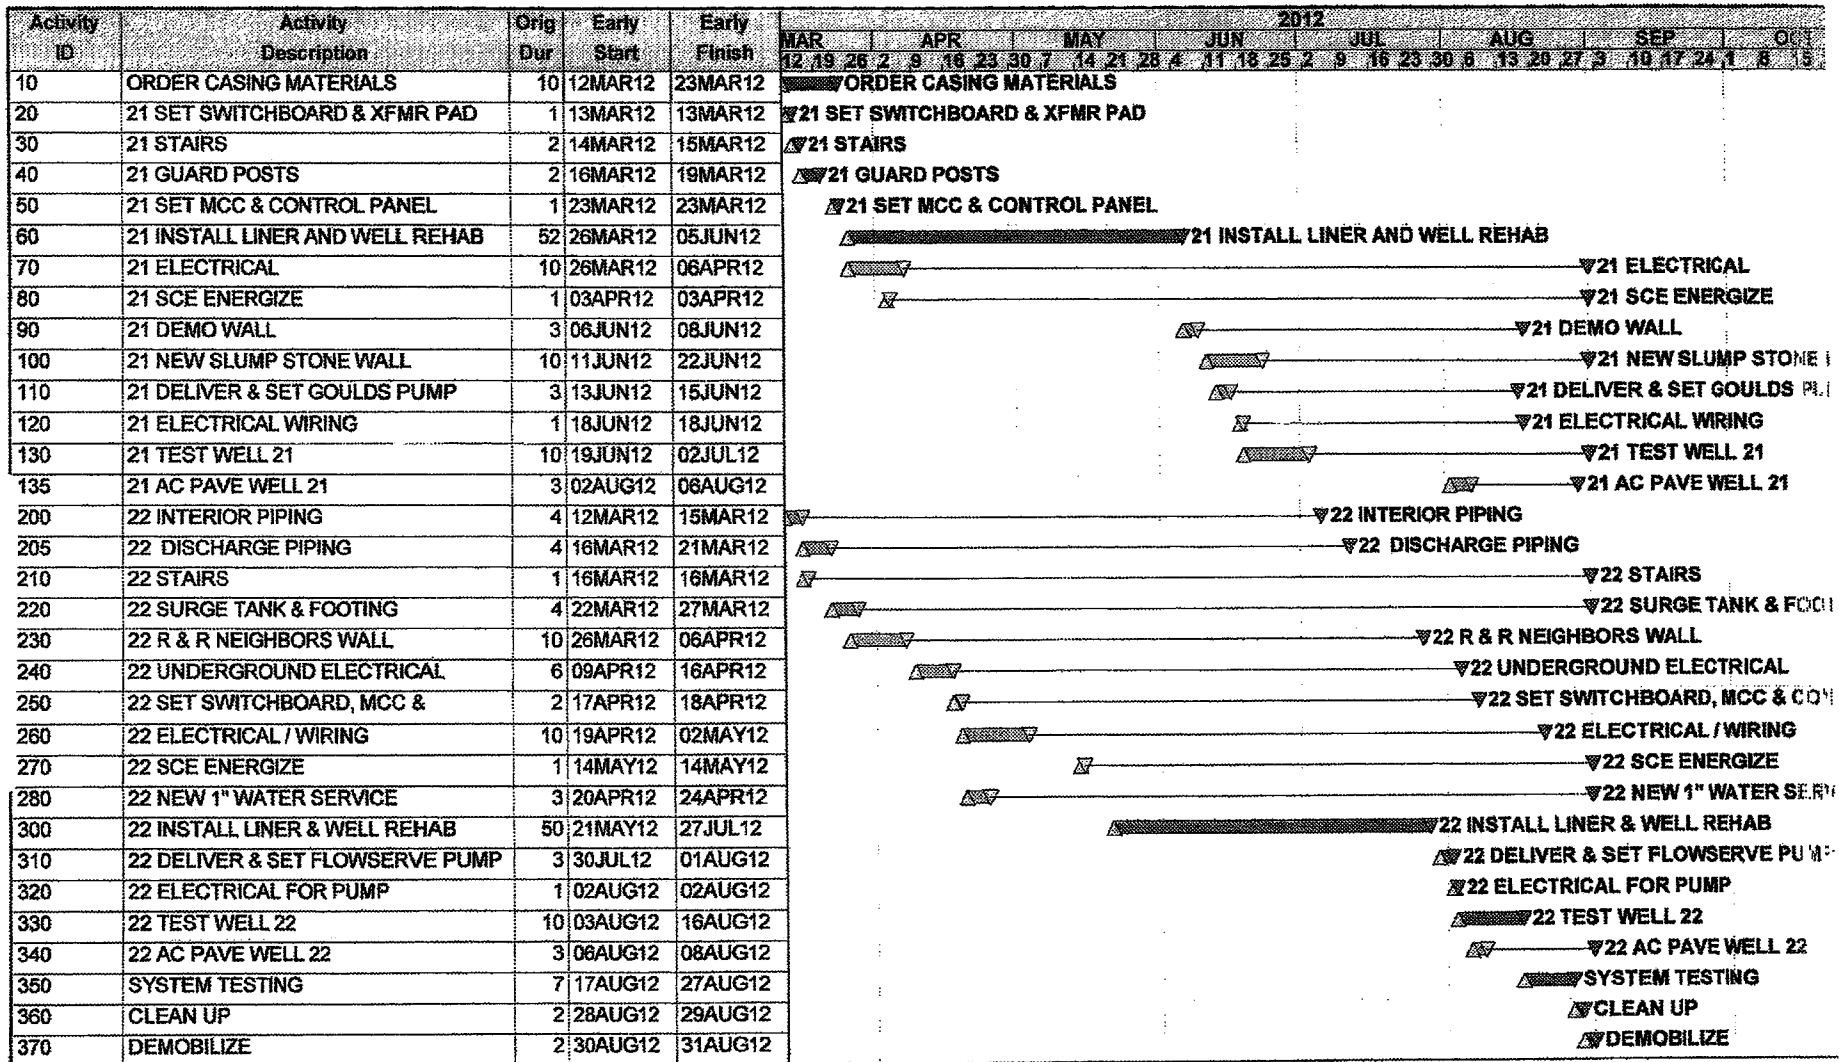 Activity ID Activity Description Orig Dur Early Start Early Finish 2012
MAR APR MAY JUN JUL AUG SEP OCT
12 19 26 2 9 16 23 30 7 14 21 28 4 11 18 25 2 9 16 23 30 6 13 20 27 3 10 17 24 1 8 15
10 ORDER CASING MATERIALS 10 12MAR12 23MAR12 ORDER CASING MATERIALS
20 21 SET SWITCHBOARD & XFMR PAD 1 13MAR12 13MAR12 21 SET SWITCHBOARD & XFMR PAD
30 21 STAIRS 2 14MAR12 15MAR12 21 STAIRS
40 21 GUARD POSTS 2 16MAR12 19MAR12 21 GUARD POSTS
50 21 SET MCC & CONTROL PANEL 1 23MAR12 23MAR12 21 SET MCC & CONTROL PANEL
60 21 INSTALL LINER AND WELL REHAB 52 26MAR12 05JUN12 21 INSTALL LINER AND WELL REHAB
70 21 ELECTRICAL 10 26MAR12 06APR12 21 ELECTRICAL
80 21 SCE ENERGIZE 1 03APR12 03APR12 21 SCE ENERGIZE
90 21 DEMO WALL 3 06JUN12 08JUN12 21 DEMO WALL
100 21 NEW SLUMP STONE WALL 10 11JUN12 22JUN12 21 NEW SLUMP STONE
110 21 DELIVER & SET GOULDS PUMP 3 13JUN12 15JUN12 21 DELIVER & SET GOULDS
120 21 ELECTRICAL WIRING 1 18JUN12 18JUN12 21 ELECTRICAL WIRING
130 21 TEST WELL 21 10 19JUN12 02JUL12 21 TEST WELL 21
135 21 AC PAVE WELL 21 3 02AUG12 06AUG12 21 AC PAVE WELL 21
200 22 INTERIOR PIPING 4 12MAR12 15MAR12 22 INTERIOR PIPING
205 22 DISCHARGE PIPING 4 16MAR12 21MAR12 22 DISCHARGE PIPING
210 22 STAIRS 1 16MAR12 16MAR12 22 STAIRS
220 22 SURGE TANK & FOOTING 4 22MAR12 27MAR12 22 SURGE TANK &
230 22 R & R NEIGHBORS WALL 10 26MAR12 06APR12 22 R & R NEIGHBORS WALL
240 22 UNDERGROUND ELECTRICAL 6 09APR12 16APR12 22 UNDERGROUND ELECTRICAL
250 22 SET SWITCHBOARD, MCC & 2 17APR12 18APR12 22 SET SWITCHBOARD, MCC &
260 22 ELECTRICAL / WIRING 10 19APR12 02MAY12 22 ELECTRICAL / WIRING
270 22 SCE ENERGIZE 1 14MAY12 14MAY12 22 SCE ENERGIZE
280 22 NEW 1" WATER SERVICE 3 20APR12 24APR12 22 NEW 1" WATER
300 22 INSTALL LINER & WELL REHAB 50 21MAY12 27JUL12 22 INSTALL LINER & WELL REHAB
310 22 DELIVER & SET FLOWSERVE PUMP 3 30JUL12 01AUG12 22 DELIVER & SET FLOWSERVE
320 22 ELECTRICAL FOR PUMP 1 02AUG12 02AUG12 22 ELECTRICAL FOR PUMP
330 22 TEST WELL 22 10 03AUG12 16AUG12 22 TEST WELL 22
340 22 AC PAVE WELL 22 3 06AUG12 08AUG12 22 AC PAVE WELL 22
350 SYSTEM TESTING 7 17AUG12 27AUG12 SYSTEM TESTING
360 CLEAN UP 2 28AUG12 29AUG12 CLEAN UP
370 DEMOBILIZE 2 30AUG12 31AUG12 DEMOBILIZE